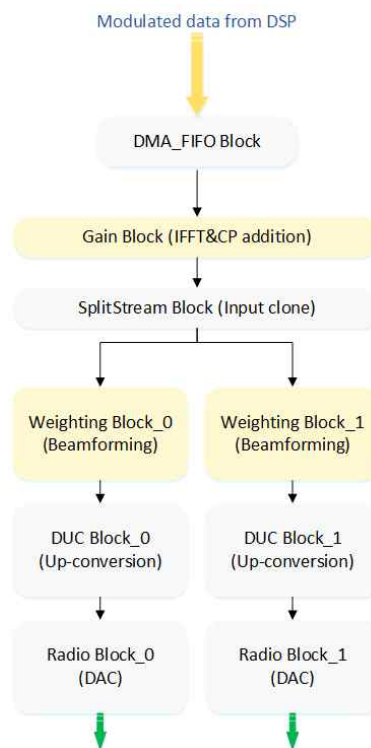 Modulated data from DSP
DMA_FIFO Block
Gain Block (IFFT&CP addition)
SplitStream Block (Input clone)
Weighting Block_0
(Beamforming)
Weighting Block_1
(Beamforming)
DUC Block_0
(Up-conversion)
DUC Block_1
(Up-conversion)
Radio Block_0
(DAC)
Radio Block_1
(DAC)